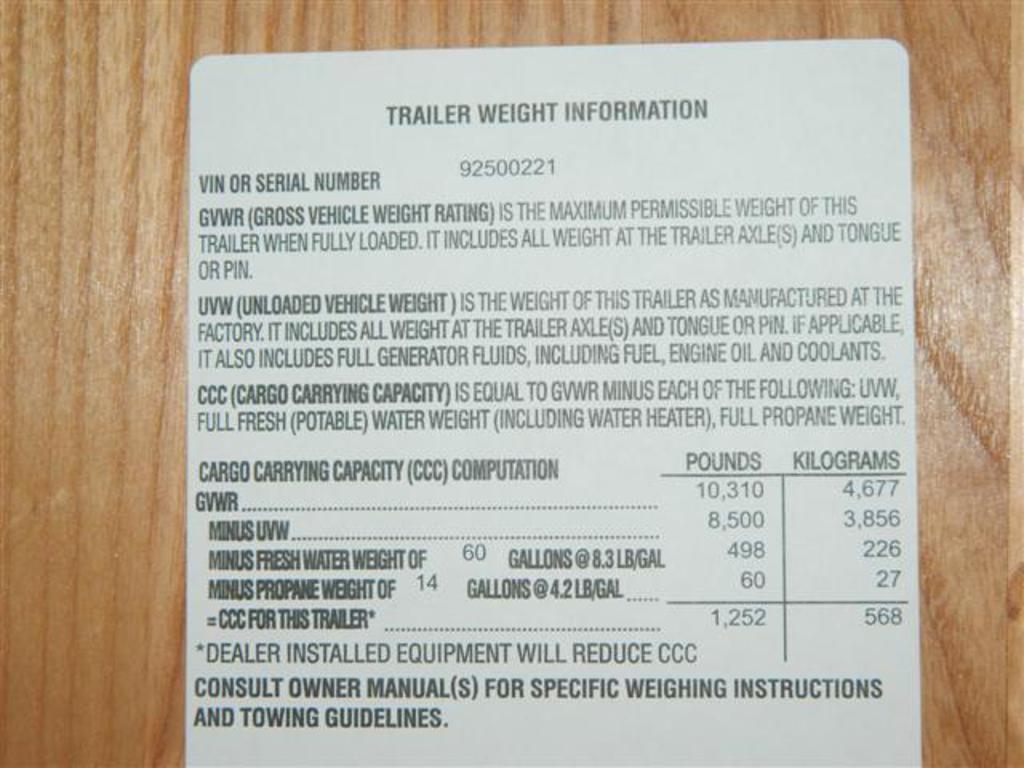 TRAILER WEIGHT INFORMATION
VIN OR SERIAL NUMBER 92500221
GVWR (GROSS VEHICLE WEIGHT RATING) IS THE MAXIMUM PERMISSIBLE WEIGHT OF THIS
TRAILER WHEN FULLY LOADED. IT INCLUDES ALL WEIGHT AT THE TRAILER AXLE(S) AND TONGUE
OR PIN.
UVW (UNLOADED VEHICLE WEIGHT ) IS THE WEIGHT OF THIS TRAILER AS MANUFACTURED AT THE
FACTORY. IT INCLUDES ALL WEIGHT AT THE TRAILER AXLE(S) AND TONGUE OR PIN. IF APPLICABLE,
IT ALSO INCLUDES FULL GENERATOR FLUIDS, INCLUDING FUEL, ENGINE OIL AND COOLANTS.
CCC (CARGO CARRYING CAPACITY) IS EQUAL TO GVWR MINUS EACH OF THE FOLLOWING: UVW,
FULL FRESH (POTABLE) WATER WEIGHT (INCLUDING WATER HEATER), FULL PROPANE WEIGHT.
CARGO CARRYING CAPACITY (CCC) COMPUTATION POUNDS KILOGRAMS
GVWR 10,310 4,677
MINUS UVW 8,500 3,856
MINUS FRESH WATER WEIGHT OF 60 GALLONS @ 8.3 LB/GAL 498 226
MINUS PROPANE WEIGHT OF 14 GALLONS @ 4.2 LB/GAL 60 27
= CCC FOR THIS TRAILER* 1,252 568
*DEALER INSTALLED EQUIPMENT WILL REDUCE CCC
CONSULT OWNER MANUAL(S) FOR SPECIFIC WEIGHING INSTRUCTIONS
AND TOWING GUIDELINES.